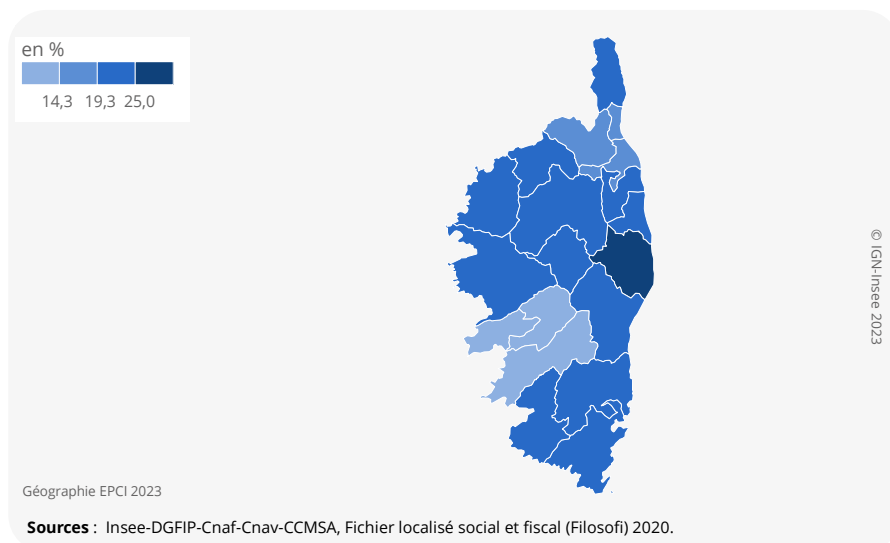 en %
14,3 19,3 25,0
© IGN-Insee 2023
Géographie EPCI 2023
Sources : Insee-DGFIP-Cnaf-Cnav-CCMSA, Fichier localisé social et fiscal (Filosofi) 2020.